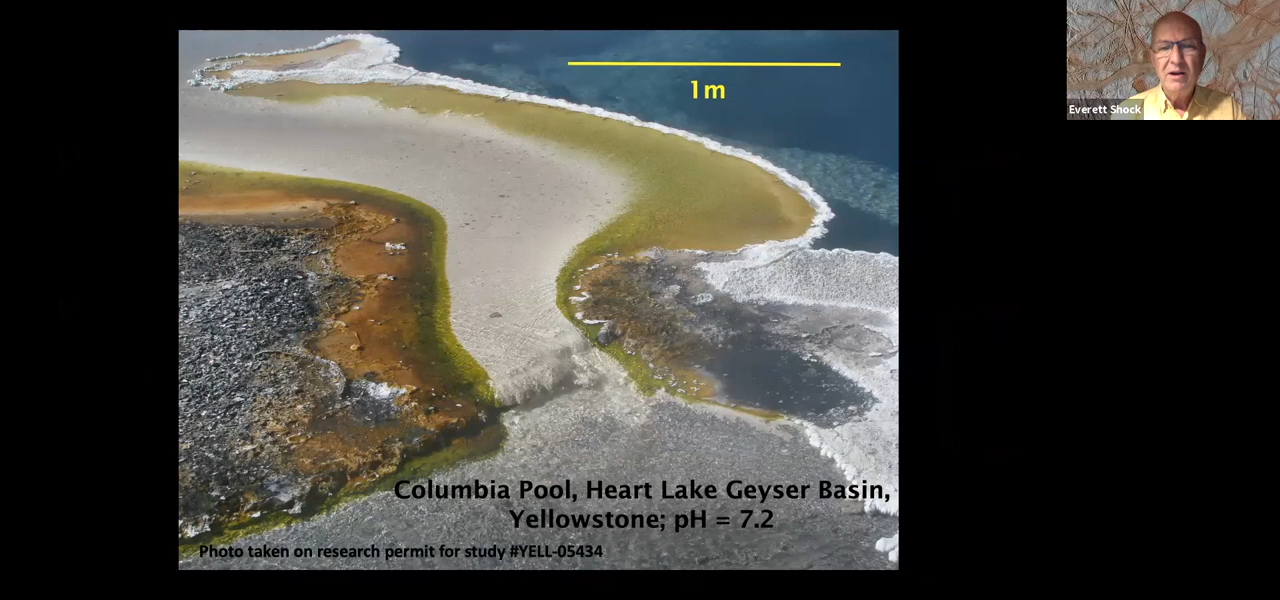 1m
Everett Shock
Columbia Pool, Heart Lake Geyser Basin,
Yellowstone; pH = 7.2
Photo taken on research permit for study #YELL-05434